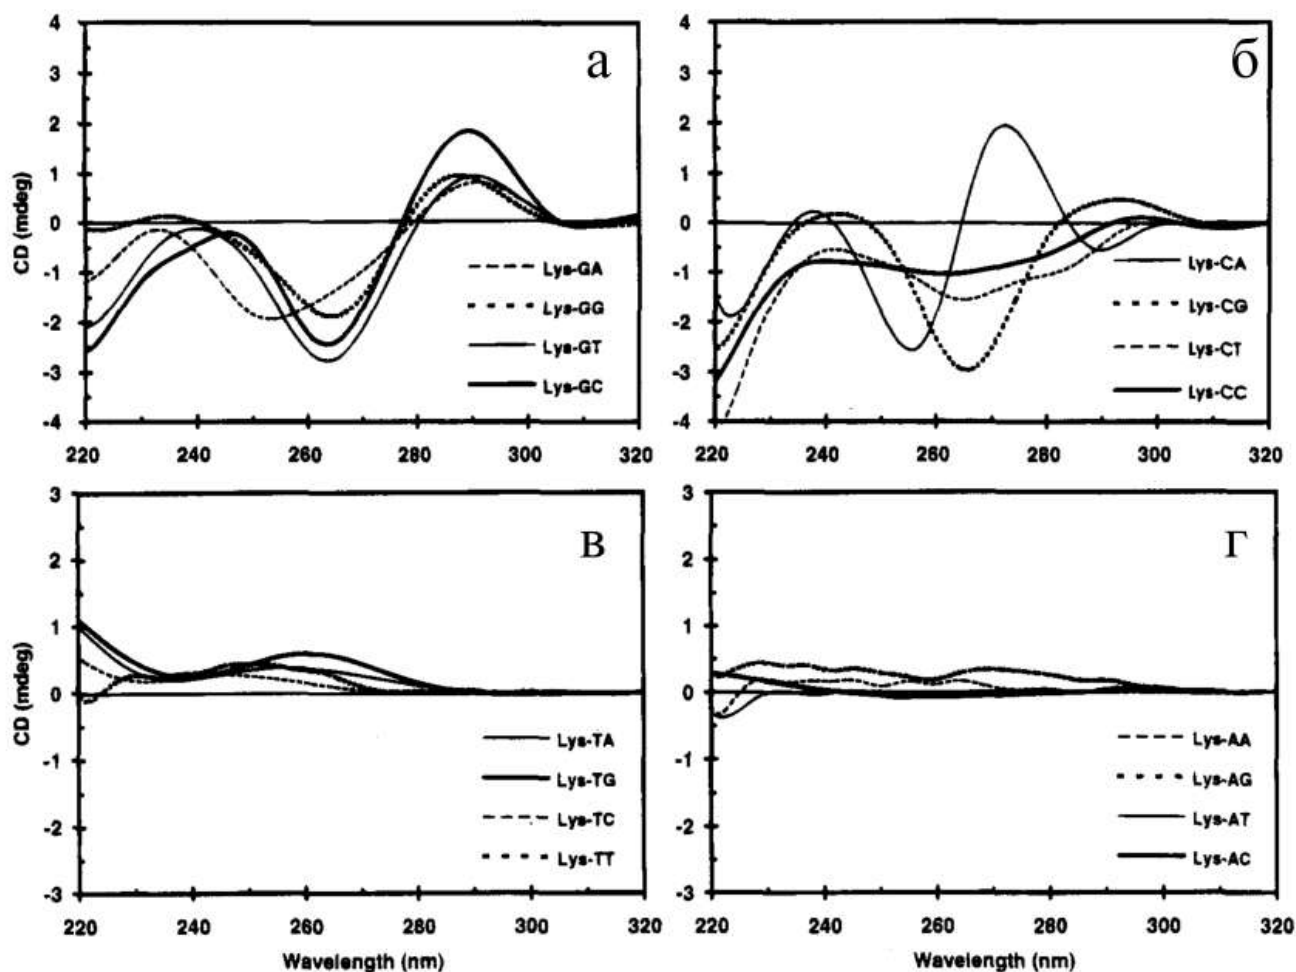 4
3
2
1
0
-1
-2
-3
-4
CD (mdeg)
220
240
260
280
300
320
а
Lys-GA
Lys-GG
Lys-GT
Lys-GC
4
3
2
1
0
-1
-2
-3
-4
220
240
260
280
300
320
б
Lys-CA
Lys-CG
Lys-CT
Lys-CC
3
2
1
0
-1
-2
-3
CD (mdeg)
220
240
260
280
300
320
Wavelength (nm)
в
Lys-TA
Lys-TG
Lys-TC
Lys-TT
3
2
1
0
-1
-2
-3
220
240
260
280
300
320
Wavelength (nm)
г
Lys-AA
Lys-AG
Lys-AT
Lys-AC